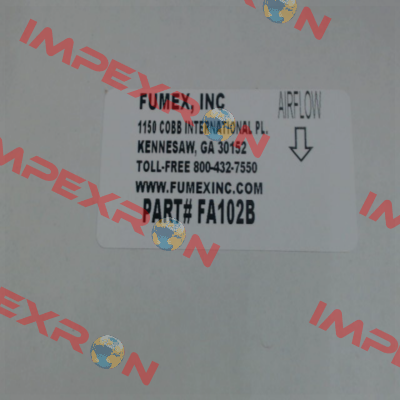 IMPEXRON
FUMEX, INC
AIRFLOW
1150 COBB INTERNATIONAL PL.
KENNESAW, GA 30152
TOLL-FREE 800-432-7550
WWW.FUMEXINC.COM
PART# FA102B
IMPEXRON
IMPEXRON
IMPEXRON